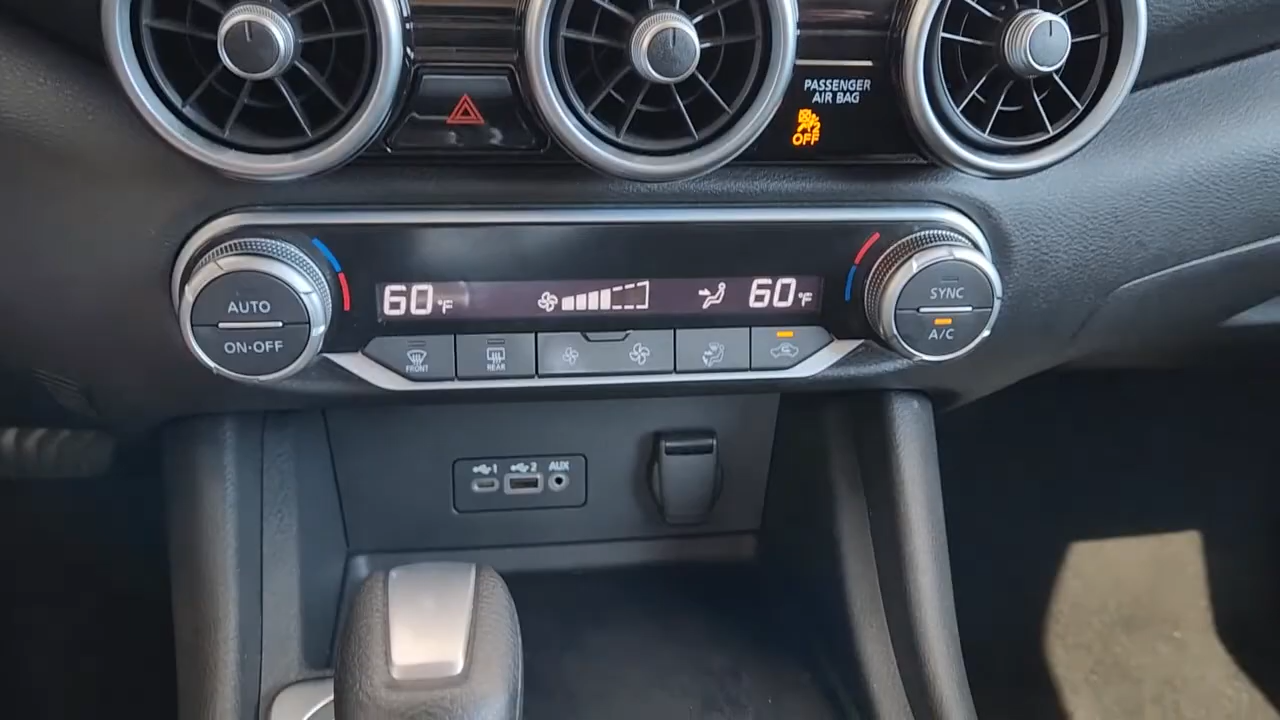 PASSENGER
AIR BAG
OFF
AUTO
ON·OFF
60°F
60°F
SYNC
A/C
FRONT
REAR
1
2
AUX